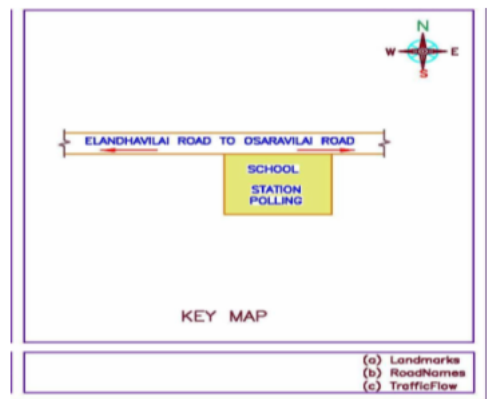 N
W E
S
ELANDHAVILAI ROAD TO OSARAVILAI ROAD
SCHOOL
STATION
POLLING
KEY MAP
(a) Landmarks
(b) RoadNames
(c) TrafficFlow